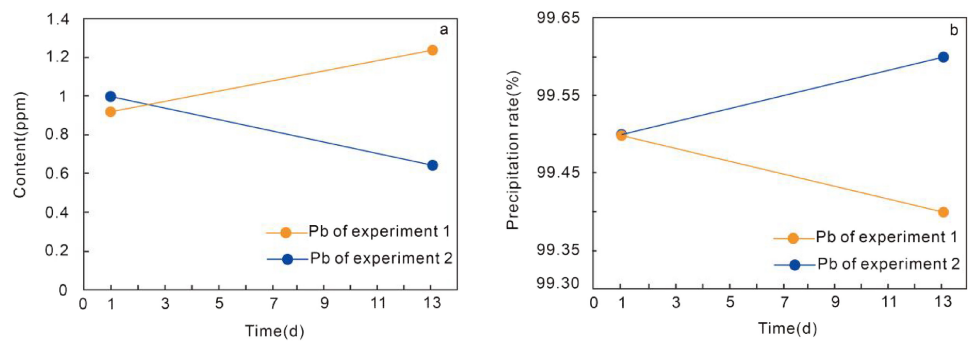 a
Content(ppm)
1.4
1.2
1
0.8
0.6
0.4
0.2
0
Pb of experiment 1
Pb of experiment 2
0 1 3 5 7 9 11 13
Time(d)
b
Precipitation rate(%)
99.65
99.55
99.45
99.35
99.30
Pb of experiment 1
Pb of experiment 2
0 1 3 5 7 9 11 13
Time(d)